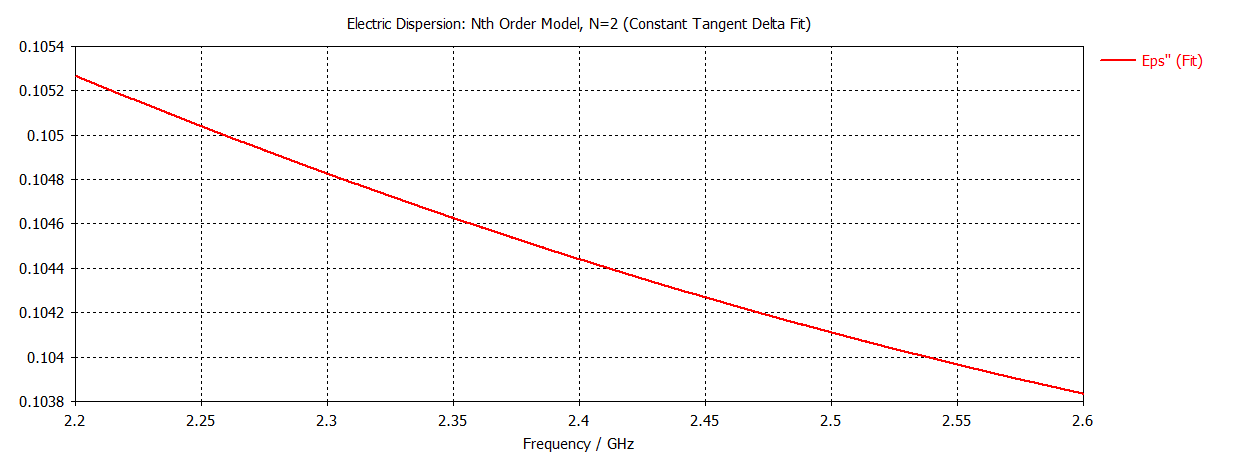 Electric Dispersion: Nth Order Model, N=2 (Constant Tangent Delta Fit)
0.1054
0.1052
0.105
0.1048
0.1046
0.1044
0.1042
0.104
0.1038
2.2 2.25 2.3 2.35 2.4 2.45 2.5 2.55 2.6
Frequency / GHz
Eps" (Fit)